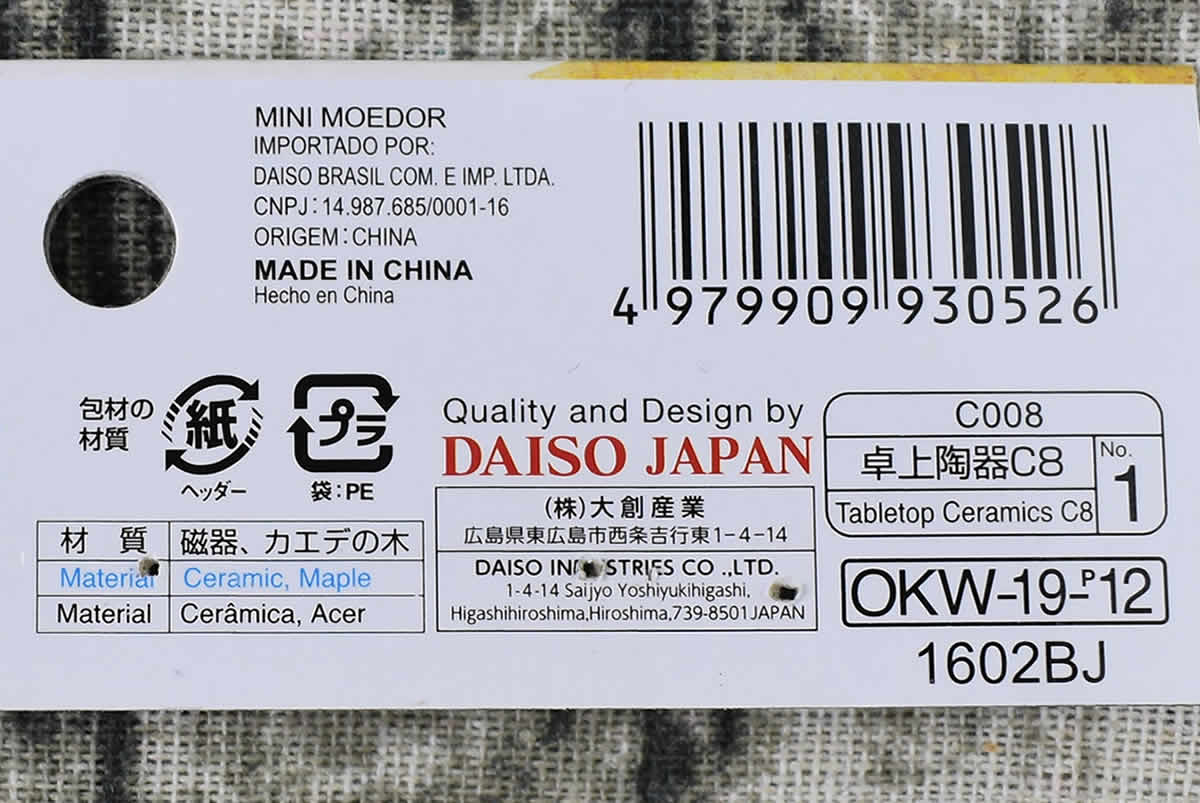 MINI MOEDOR
IMPORTADO POR:
DAISO BRASIL COM. E IMP. LTDA.
CNPJ:14.987.685/0001-16
ORIGEM:CHINA
MADE IN CHINA
Hecho en China
4 979909 930526
包材の
材質
紙
ヘッダー
プラ
袋:PE
Quality and Design by
DAISO JAPAN
(株)大創産業
広島県東広島市西条吉行東1-4-14
DAISO INDUSTRIES CO.,LTD.
1-4-14 Saijyo Yoshiyukihigashi,
Higashihiroshima,Hiroshima,739-8501 JAPAN
C008
卓上陶器C8
Tabletop Ceramics C8
No.
1
OKW-19-P12
1602BJ
材 質 磁器、カエデの木
Material Ceramic, Maple
Material Cerâmica, Acer